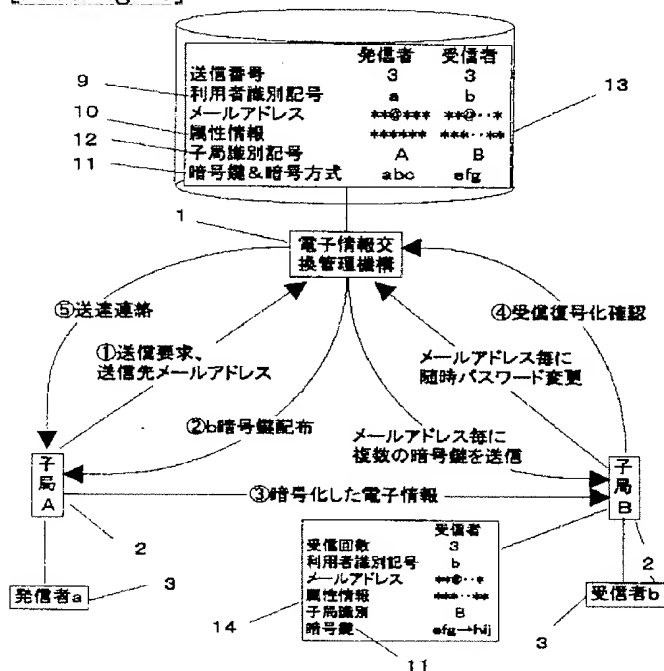 発信者 受信者
送信番号 3 3
利用者識別記号 a b
メールアドレス **@*** **@··*
属性情報 ****** ***··**
子局識別記号 A B
暗号鍵&暗号方式 abc efg
9
10
12
11
13
1
電子情報交
換管理機構
⑤送達連絡
①送信要求、
送信先メールアドレス
②b暗号鍵配布
④受信復号化確認
メールアドレス毎に
随時パスワード変更
メールアドレス毎に
複数の暗号鍵を送信
子局A
③暗号化した電子情報
子局B
2
2
発信者a
3
受信者b
3
受信者
受信回数 3
利用者識別記号 b
メールアドレス **@··*
属性情報 ***··**
子局識別 B
暗号鍵 efg→hij
14
11